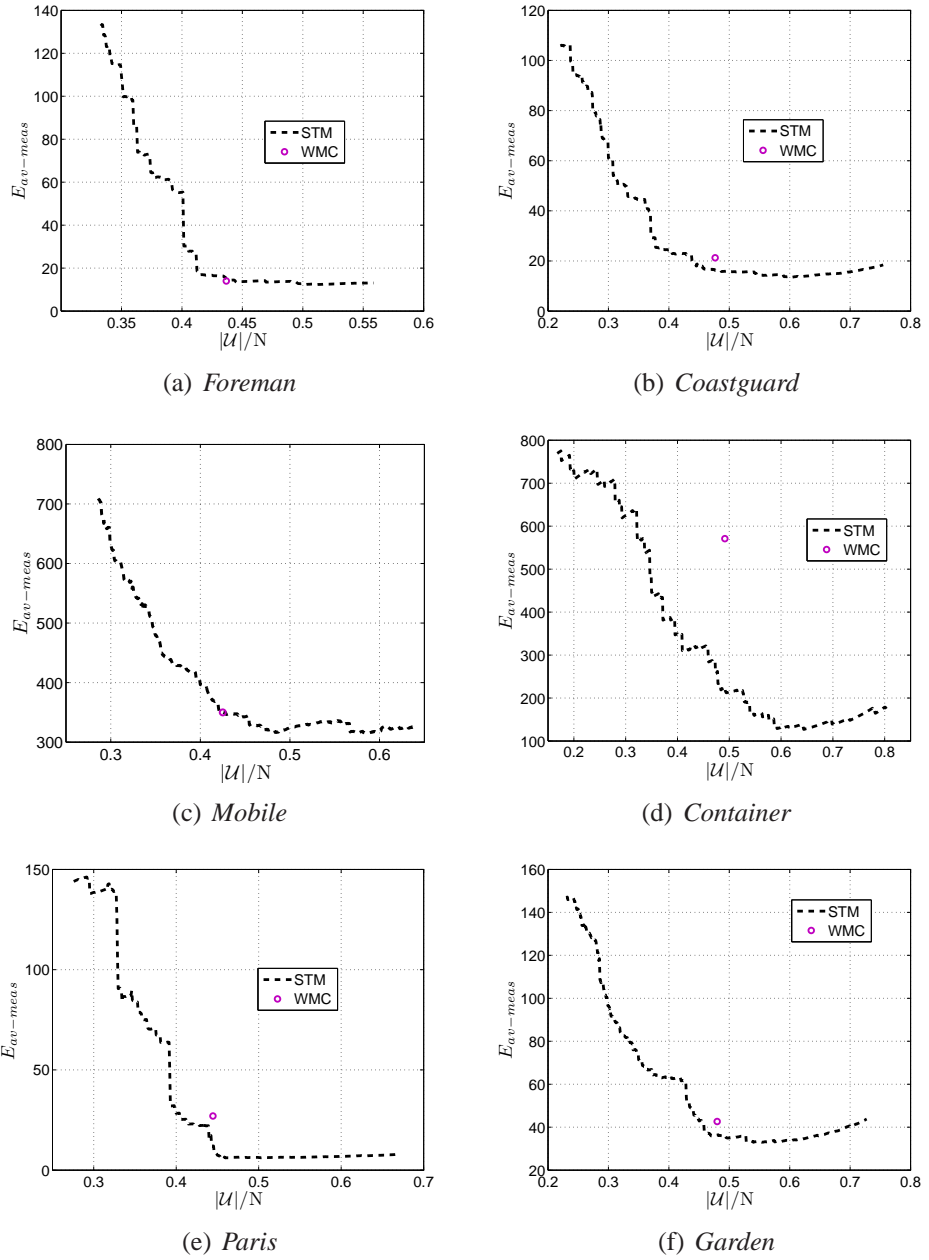 140
120
100
80
60
40
20
0
E_{av-meas}
0.35 0.4 0.45 0.5 0.55 0.6
|𝒰|/N
STM
WMC
(a) Foreman
120
100
80
60
40
20
0
E_{av-meas}
0.2 0.3 0.4 0.5 0.6 0.7 0.8
|𝒰|/N
STM
WMC
(b) Coastguard
800
700
600
500
400
300
E_{av-meas}
0.3 0.4 0.5 0.6
|𝒰|/N
(c) Mobile
800
700
600
500
400
300
200
100
E_{av-meas}
0.2 0.3 0.4 0.5 0.6 0.7 0.8
|𝒰|/N
STM
WMC
(d) Container
150
100
50
0
E_{av-meas}
0.3 0.4 0.5 0.6 0.7
|𝒰|/N
STM
WMC
(e) Paris
160
140
120
100
80
60
40
20
E_{av-meas}
0.2 0.3 0.4 0.5 0.6 0.7 0.8
|𝒰|/N
STM
WMC
(f) Garden